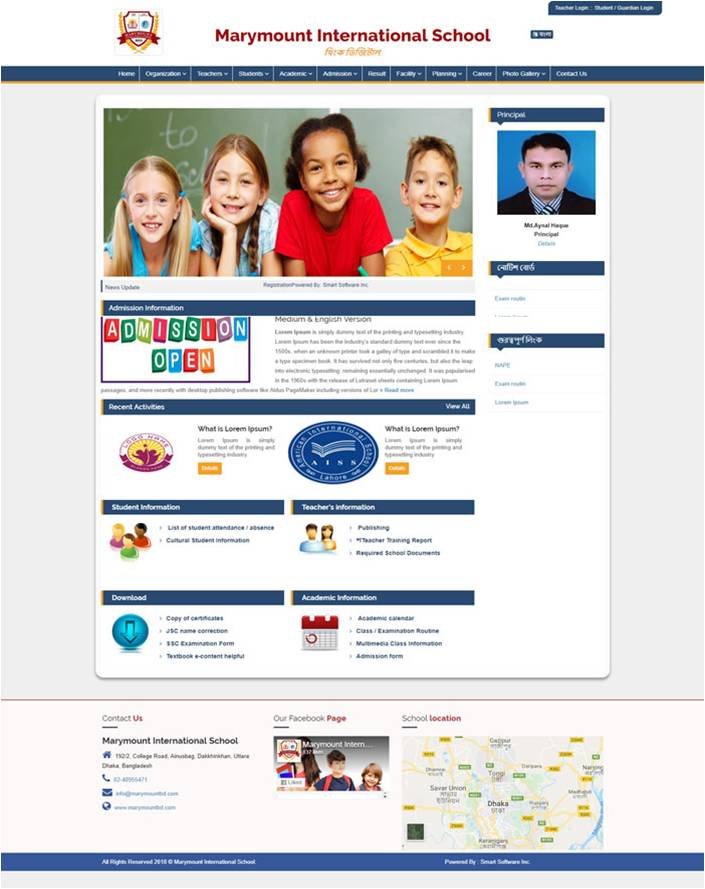 Teacher Login :: Student / Guardian Login
Marymount International School
থিংক ডিজিটাল
বাংলা
Home Organization Teachers Students Academic Admission Result Facility Planning Career Photo Gallery Contact Us
Principal
Md.Aynal Haque
Principal
Details
News Update
RegistrationPowered By: Smart Software Inc.
নোটিশ বোর্ড
Exam routin
Admission Information
ADMISSION
OPEN
Medium & English Version
Lorem Ipsum is simply dummy text of the printing and typesetting industry.
Lorem Ipsum has been the industry's standard dummy text ever since the
1500s, when an unknown printer took a galley of type and scrambled it to make
a type specimen book. It has survived not only five centuries, but also the leap
into electronic typesetting, remaining essentially unchanged. It was popularised
in the 1960s with the release of Letraset sheets containing Lorem Ipsum
passages, and more recently with desktop publishing software like Aldus PageMaker including versions of Lor » Read more
গুরত্বপূর্ণ লিংক
NAPE
Exam routin
Lorem Ipsum
Recent Activities
View All
What is Lorem Ipsum?
Lorem Ipsum is simply
dummy text of the printing and
typesetting industry.
Details
American International School
AISS
Lahore
What is Lorem Ipsum?
Lorem Ipsum is simply
dummy text of the printing and
typesetting industry.
Details
Student Information
List of student attendance / absence
Cultural Student Information
Teacher's information
Publishing
*ITeacher Training Report
Required School Documents
Download
Copy of certificates
JSC name correction
SSC Examination Form
Textbook e-content helpful
Academic Information
Academic calendar
Class / Examination Routine
Multimedia Class Information
Admission form
Contact Us
Marymount International School
192/2, College Road, Ainusbag, Dakkhinkhan, Uttara
Dhaka, Bangladesh
02-48955471
info@marymountbd.com
www.marymountbd.com
Our Facebook Page
Marymount Intern...
Liked
School location
Gazipur
গাজীপুর
Dhamrai
Tongi
টঙ্গি
Savar Union
Dhaka
ঢাকা
Keraniganj
All Rights Reserved 2018 © Marymount International School.
Powered By : Smart Software Inc.